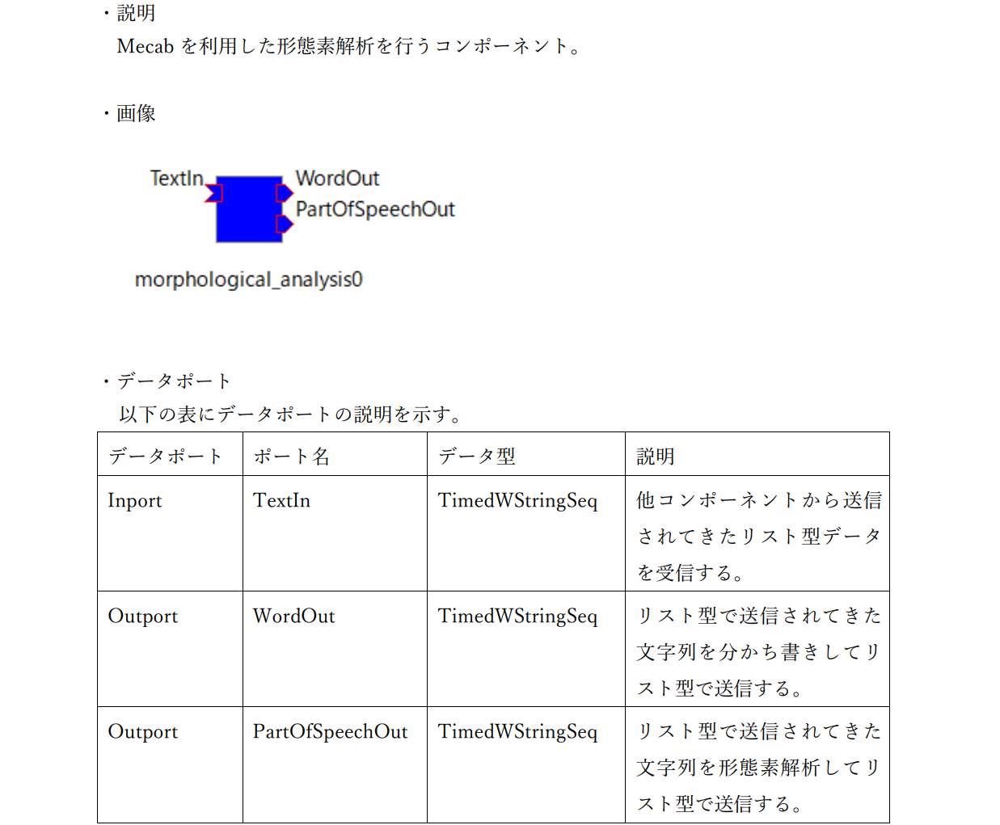 ・説明
Mecab を利用した形態素解析を行うコンポーネント。
・画像
TextIn
WordOut
PartOfSpeechOut
morphological_analysis0
・データポート
以下の表にデータポートの説明を示す。
データポート ポート名 データ型 説明
Inport TextIn TimedWStringSeq 他コンポーネントから送信
されてきたリスト型データ
を受信する。
Outport WordOut TimedWStringSeq リスト型で送信されてきた
文字列を分かち書きしてリ
スト型で送信する。
Outport PartOfSpeechOut TimedWStringSeq リスト型で送信されてきた
文字列を形態素解析してリ
スト型で送信する。